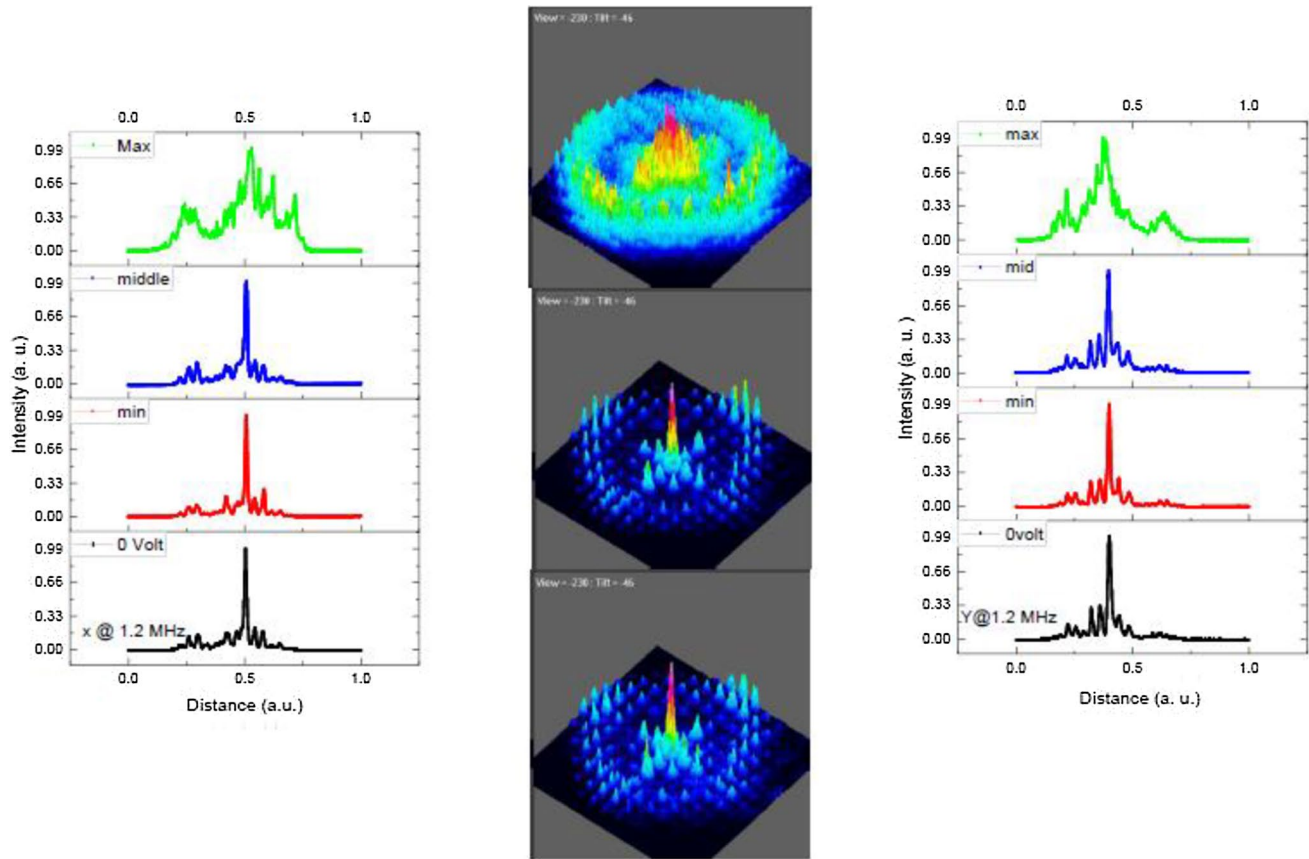 0.0 0.5 1.0
Max
0.99
0.66
0.33
0.00
middle
0.99
0.66
0.33
0.00
min
0.99
0.66
0.33
0.00
0 Volt
0.99
0.66
0.33
0.00
x @ 1.2 MHz
0.0 0.5 1.0
Distance (a.u.)
Intensity (a. u.)
View = -230 : Tilt = -46
View = -230 : Tilt = -46
View = -230 : Tilt = -46
0.0 0.5 1.0
max
0.99
0.66
0.33
0.00
mid
0.99
0.66
0.33
0.00
min
0.99
0.66
0.33
0.00
0volt
0.99
0.66
0.33
0.00
Y@1.2 MHz
0.0 0.5 1.0
Distance (a. u.)
Intensity (a. u.)